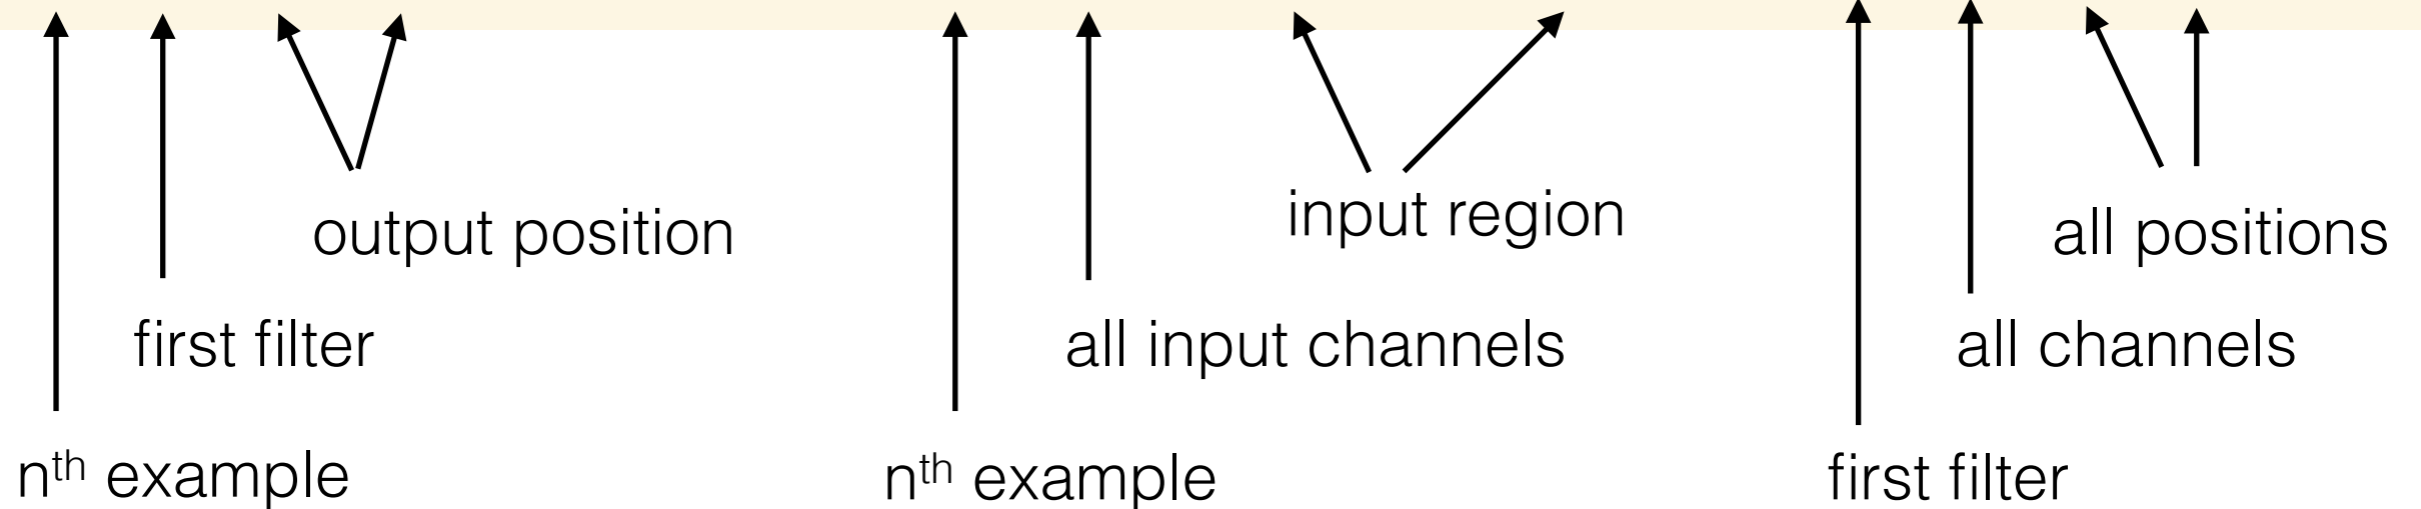 output position
input region
all positions
first filter
all input channels
all channels
nth example
nth example
first filter